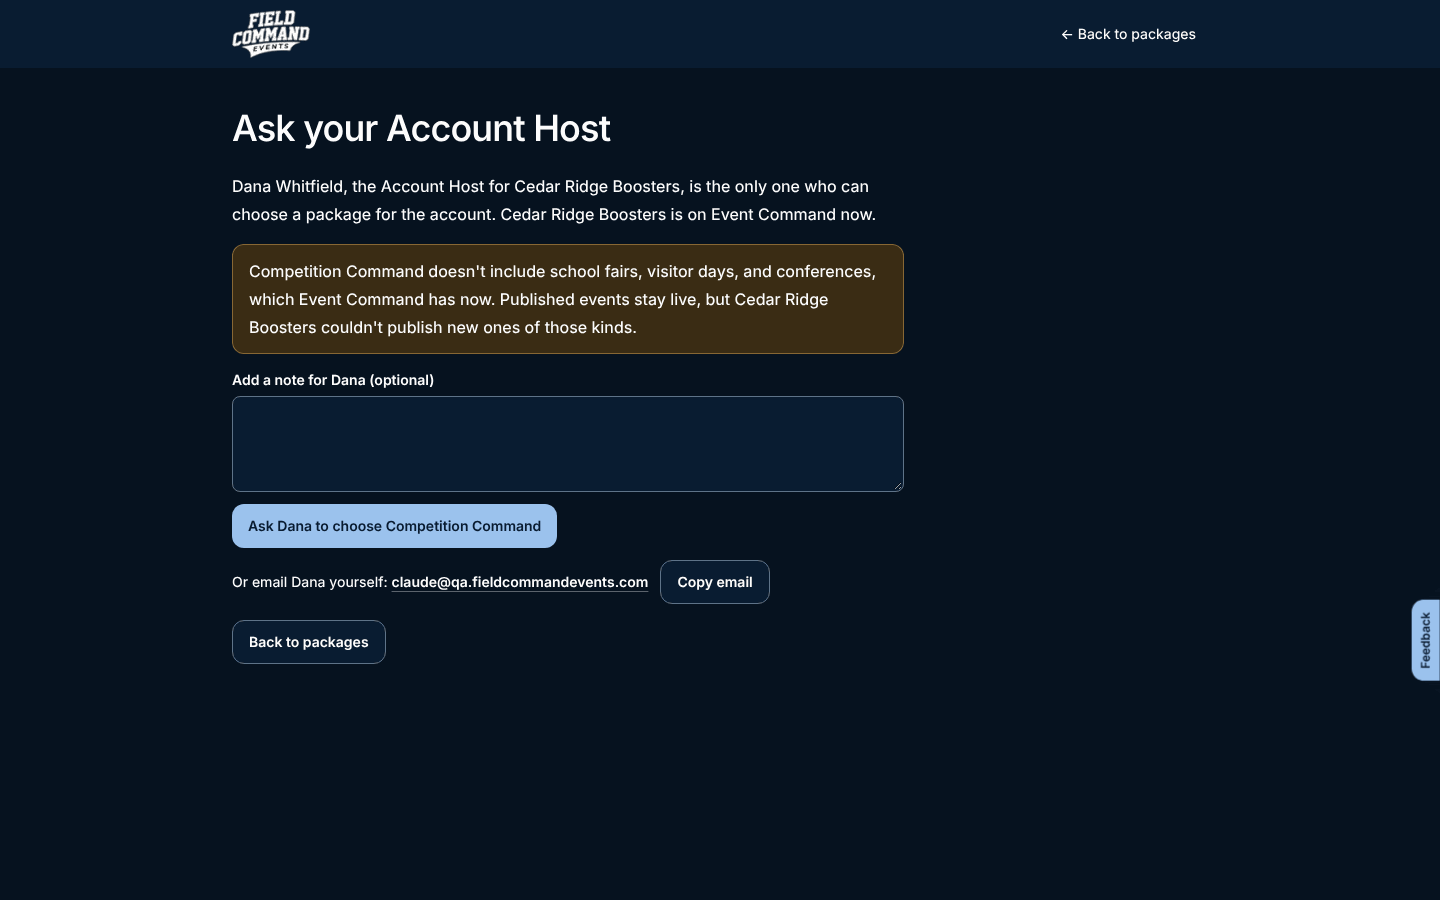 FIELD
COMMAND
EVENTS
← Back to packages
Ask your Account Host
Dana Whitfield, the Account Host for Cedar Ridge Boosters, is the only one who can
choose a package for the account. Cedar Ridge Boosters is on Event Command now.
Competition Command doesn't include school fairs, visitor days, and conferences,
which Event Command has now. Published events stay live, but Cedar Ridge
Boosters couldn't publish new ones of those kinds.
Add a note for Dana (optional)
Ask Dana to choose Competition Command
Or email Dana yourself: claude@qa.fieldcommandevents.com Copy email
Back to packages
Feedback